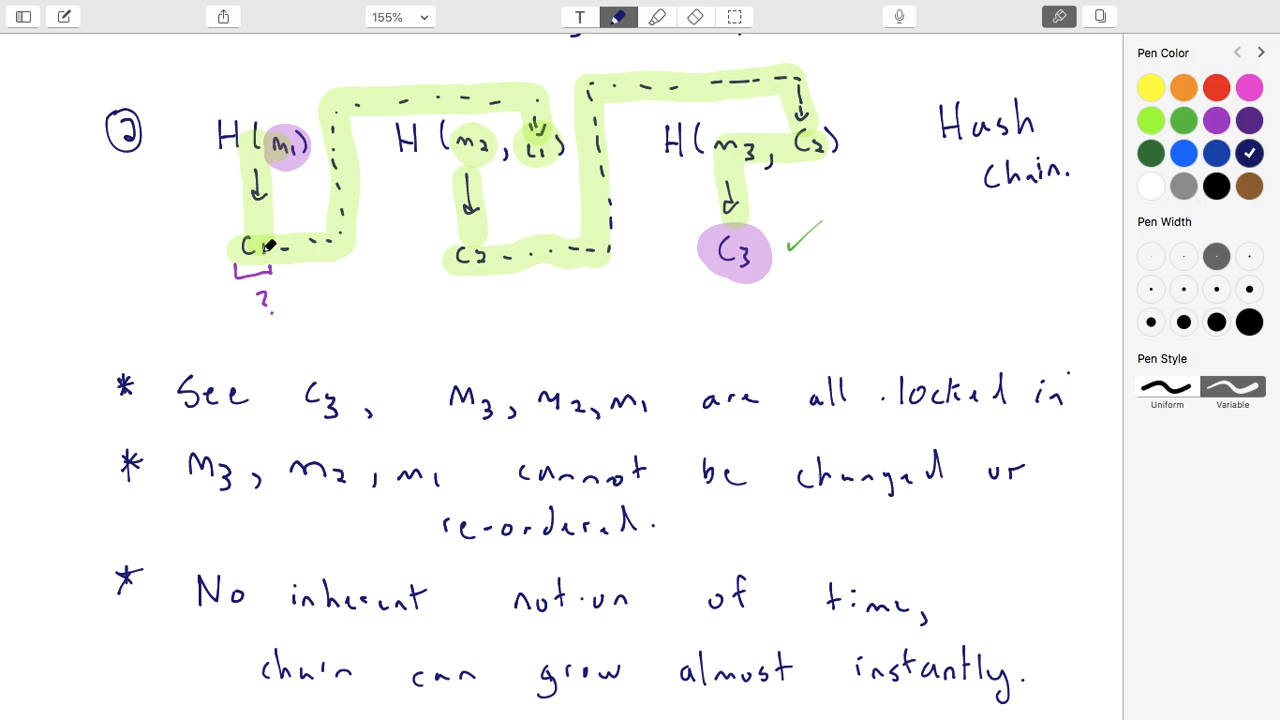 155%
T
Pen Color
② H(m₁) H(m₂, C₁) H(m₃, C₂) Hash
Chain.
C₂ C₃ ✓
?
Pen Width
Pen Style
Uniform Variable
* See C₃, M₃, M₂, M₁ are all locked in
* M₃, M₂, M₁ cannot be changed or
re-ordered.
* No inherent notion of time,
chain can grow almost instantly.